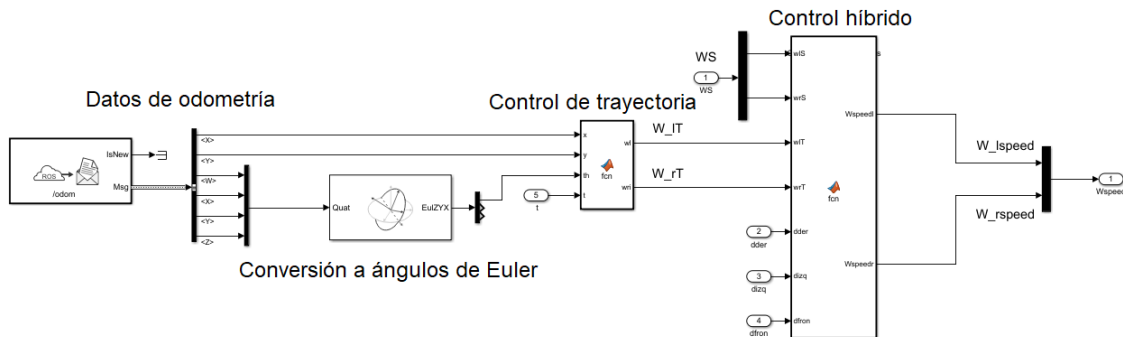 Control híbrido
WS
1
WS
wlS
s
wrS
Datos de odometría
Control de trayectoria
IsNew
ROS
/odom
Msg
<X>
<Y>
<W>
<X>
<Y>
<Z>
Quat
EulZYX
Conversión a ángulos de Euler
x
y
th
t
wl
wri
fcn
5
t
W_lT
W_rT
wlT
wrT
fcn
Wspeedl
Wspeedr
2
dder
dder
3
dizq
dizq
4
dfron
dfron
W_lspeed
W_rspeed
1
Wspeed